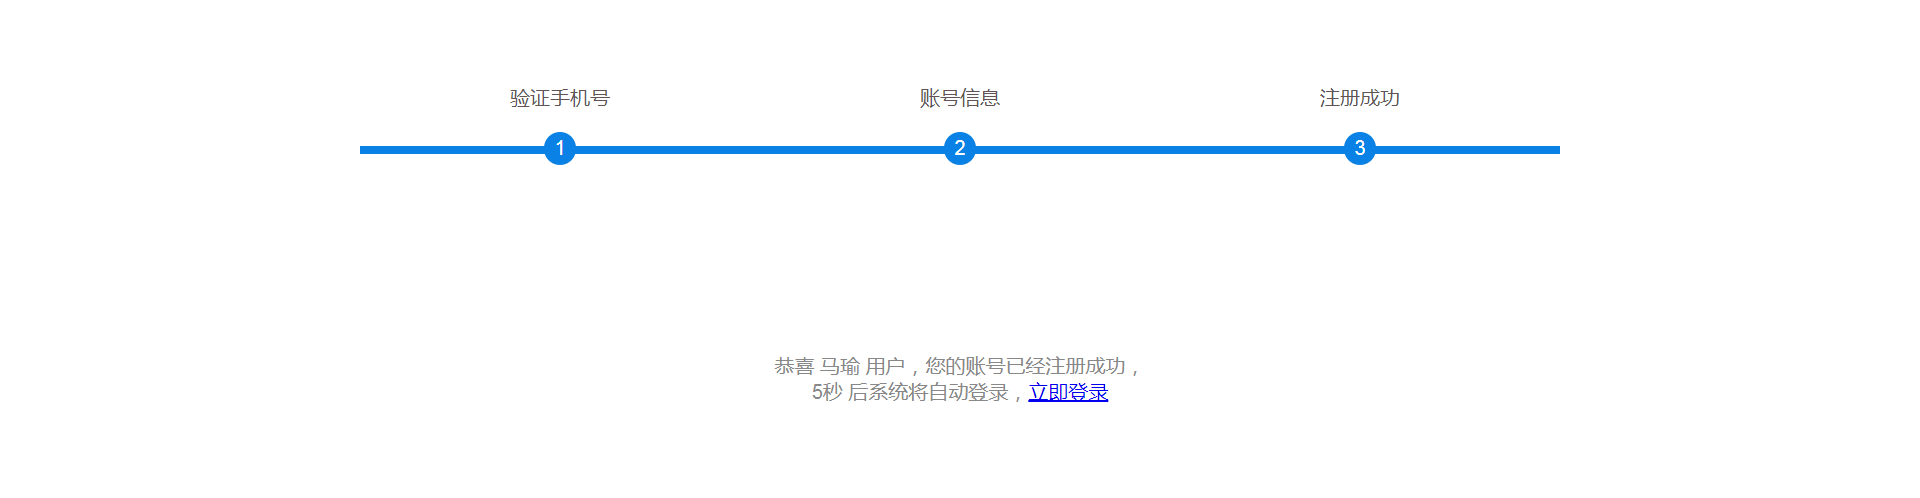 验证手机号
账号信息
注册成功
1
2
3
恭喜 马瑜 用户，您的账号已经注册成功，
5秒 后系统将自动登录，立即登录